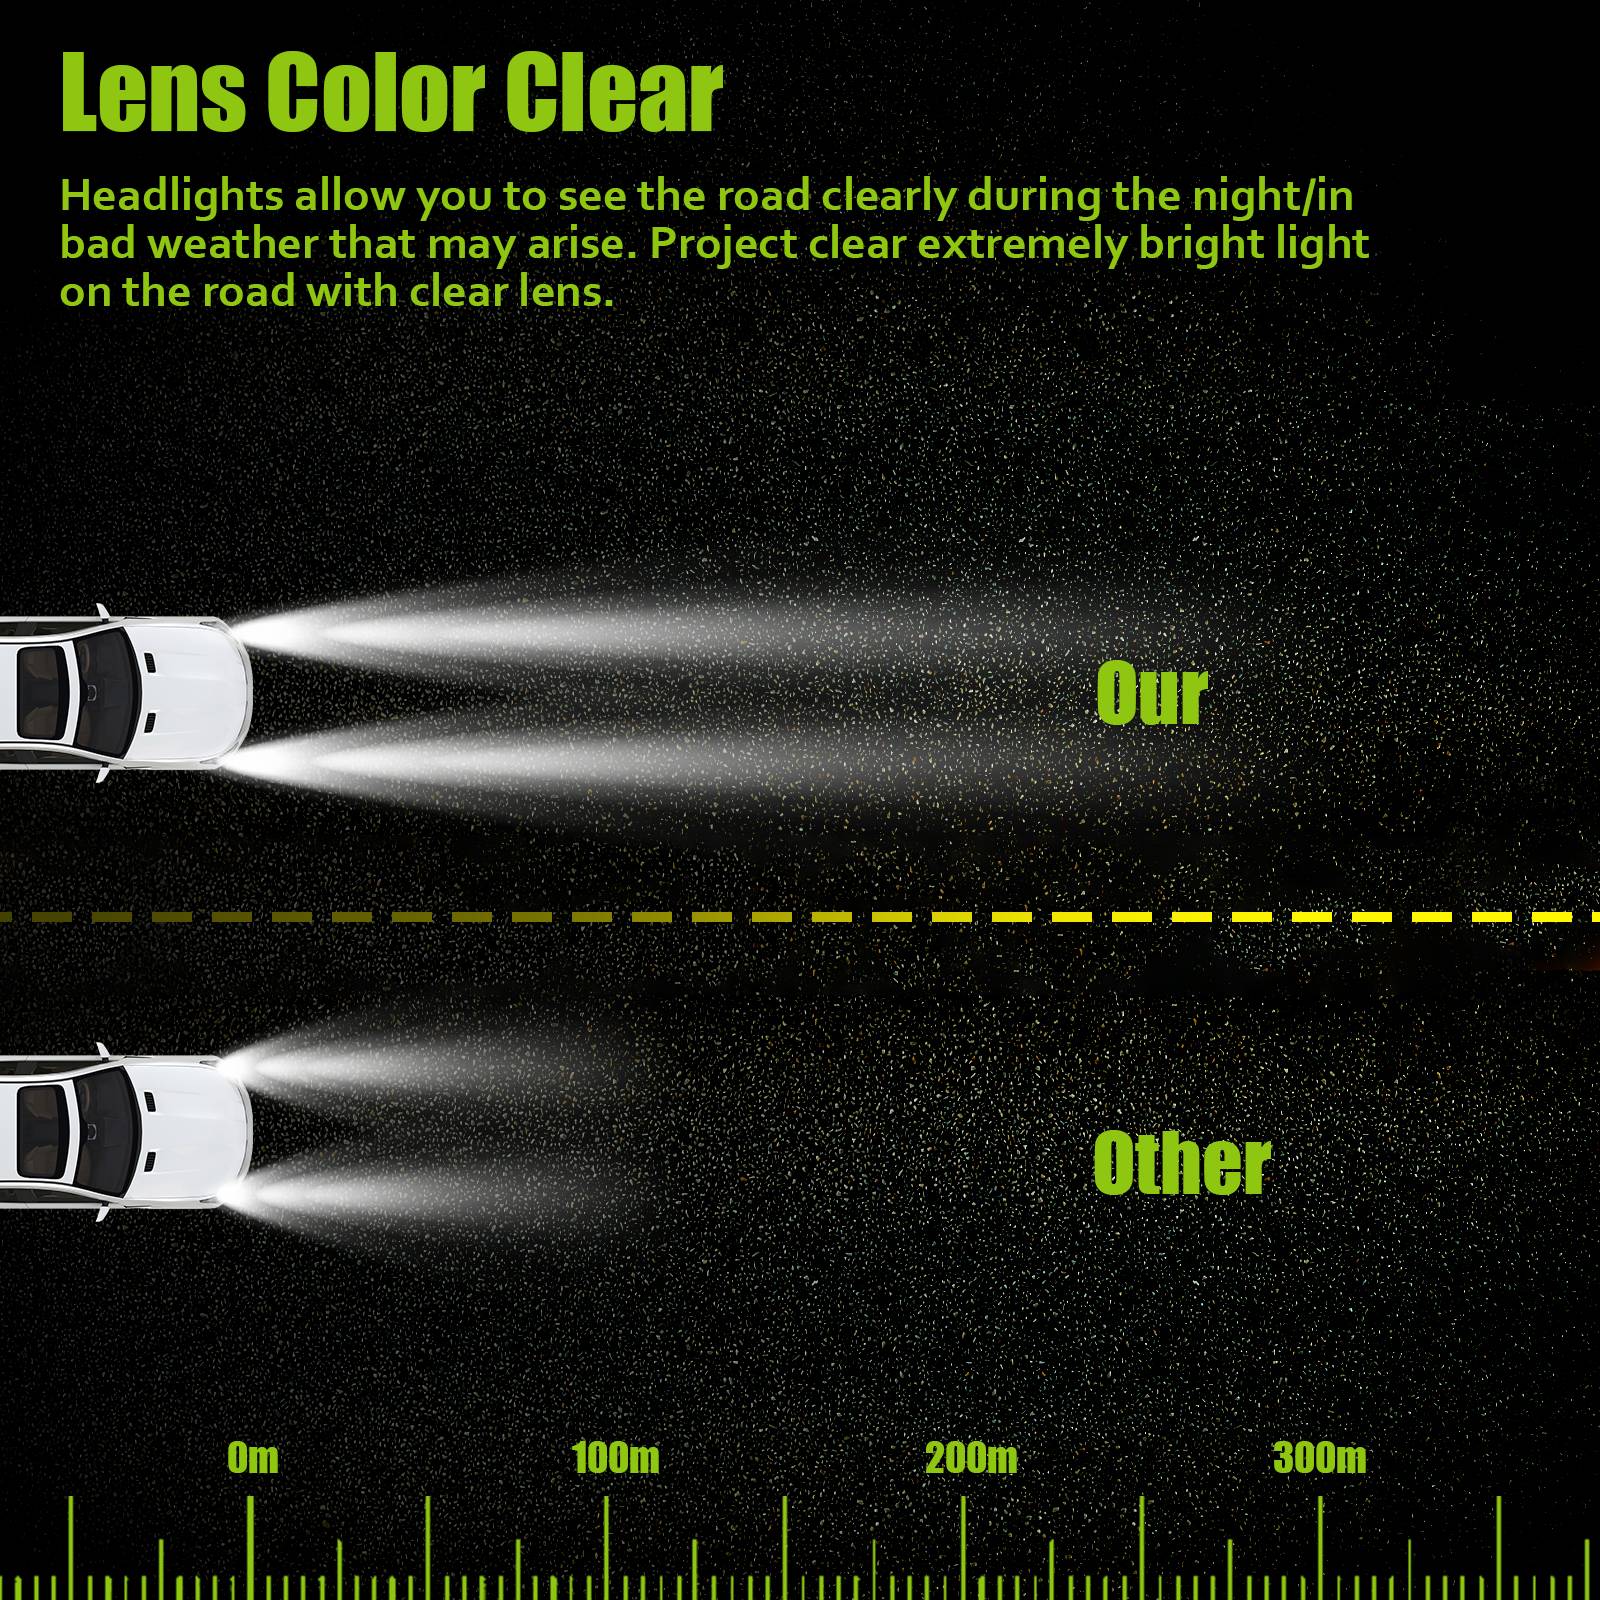 Lens Color Clear
Headlights allow you to see the road clearly during the night/in
bad weather that may arise. Project clear extremely bright light
on the road with clear lens.
Our
Other
0m 100m 200m 300m